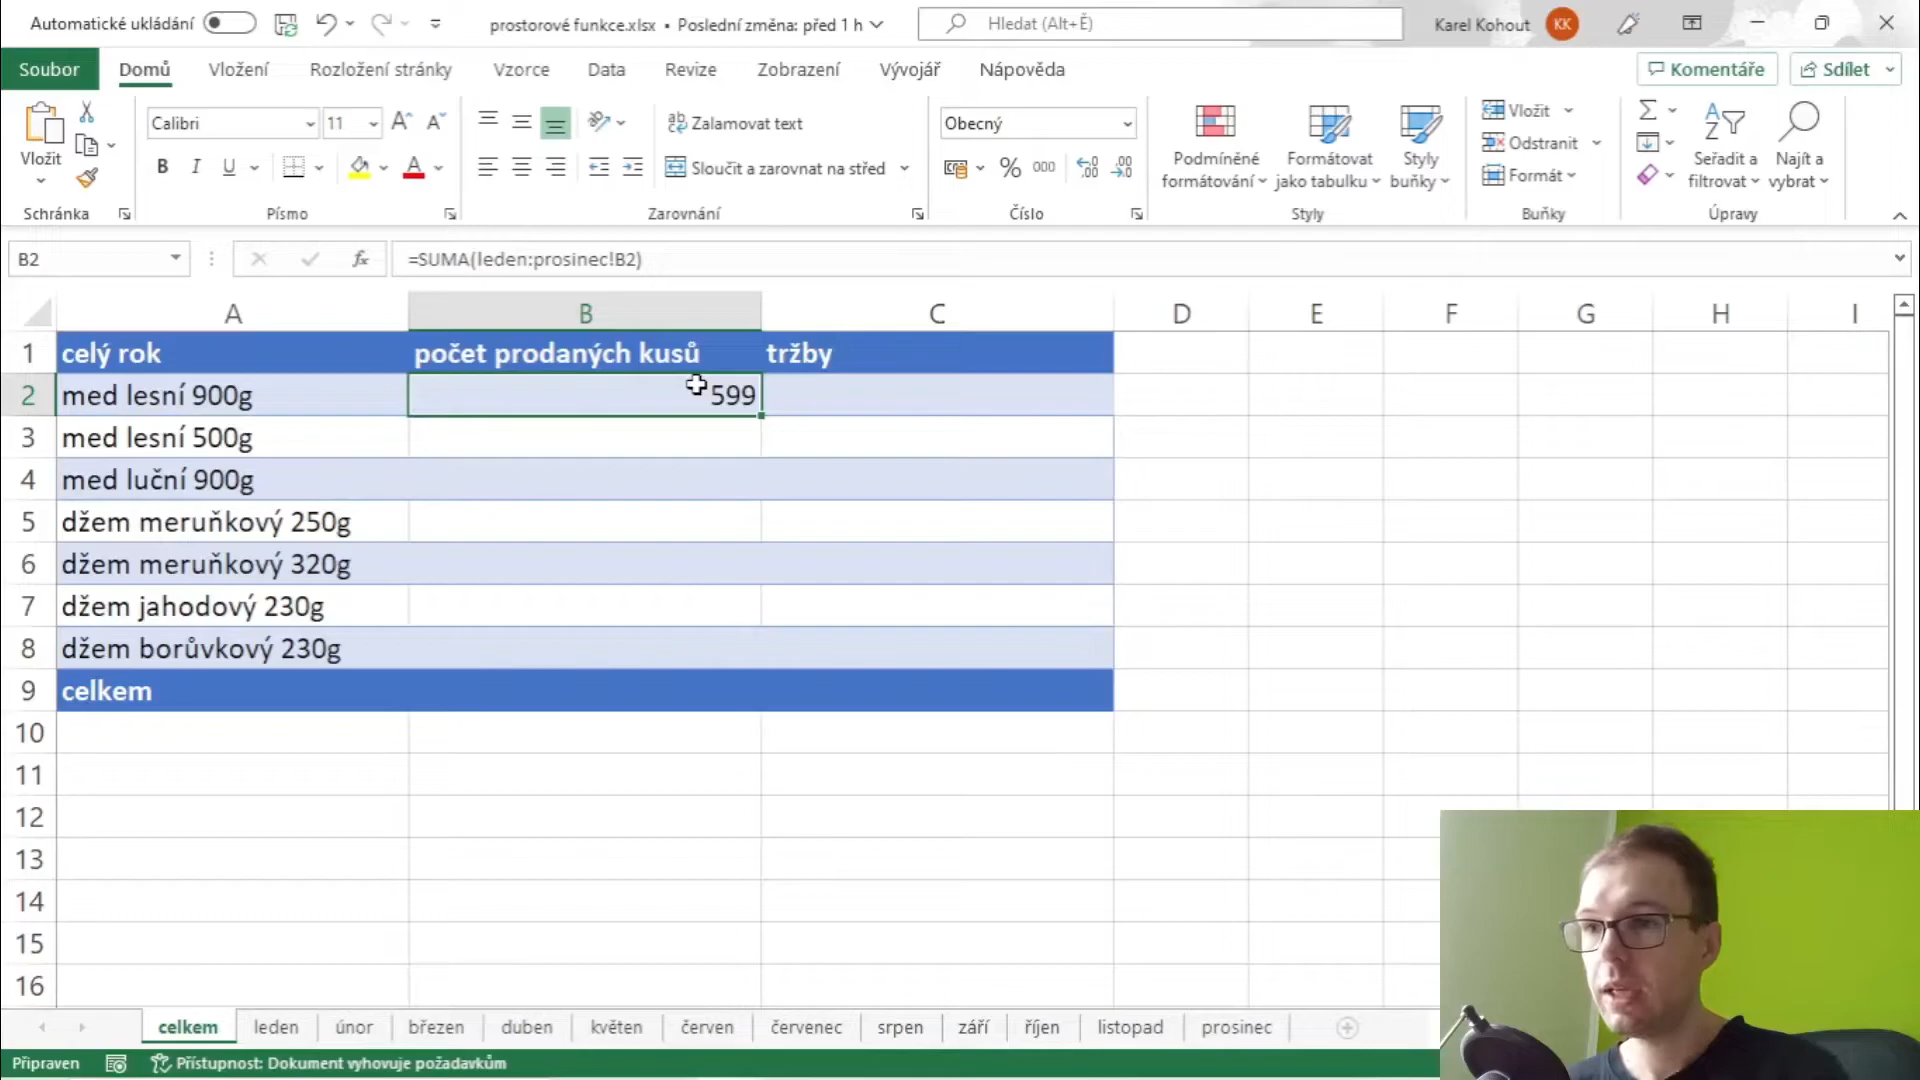 Automatické ukládání
prostorové funkce.xlsx • Poslední změna: před 1 h
Hledat (Alt+Ě)
Karel Kohout KK
Soubor Domů Vložení Rozložení stránky Vzorce Data Revize Zobrazení Vývojář Nápověda Komentáře Sdílet
Vložit
Schránka
Calibri 11
B I U A
Písmo
Zalamovat text
Sloučit a zarovnat na střed
Zarovnání
Obecný
% 000
Číslo
Podmíněné formátování
Formátovat jako tabulku
Styly buňky
Styly
Vložit
Odstranit
Formát
Buňky
Seřadit a filtrovat
Najít a vybrat
Úpravy
B2 fx =SUMA(leden:prosinec!B2)
A B C D E F G H I
1 celý rok počet prodaných kusů tržby
2 med lesní 900g 599
3 med lesní 500g
4 med luční 900g
5 džem meruňkový 250g
6 džem meruňkový 320g
7 džem jahodový 230g
8 džem borůvkový 230g
9 celkem
10
11
12
13
14
15
16
celkem leden únor březen duben květen červen červenec srpen září říjen listopad prosinec
Připraven Přístupnost: Dokument vyhovuje požadavkům